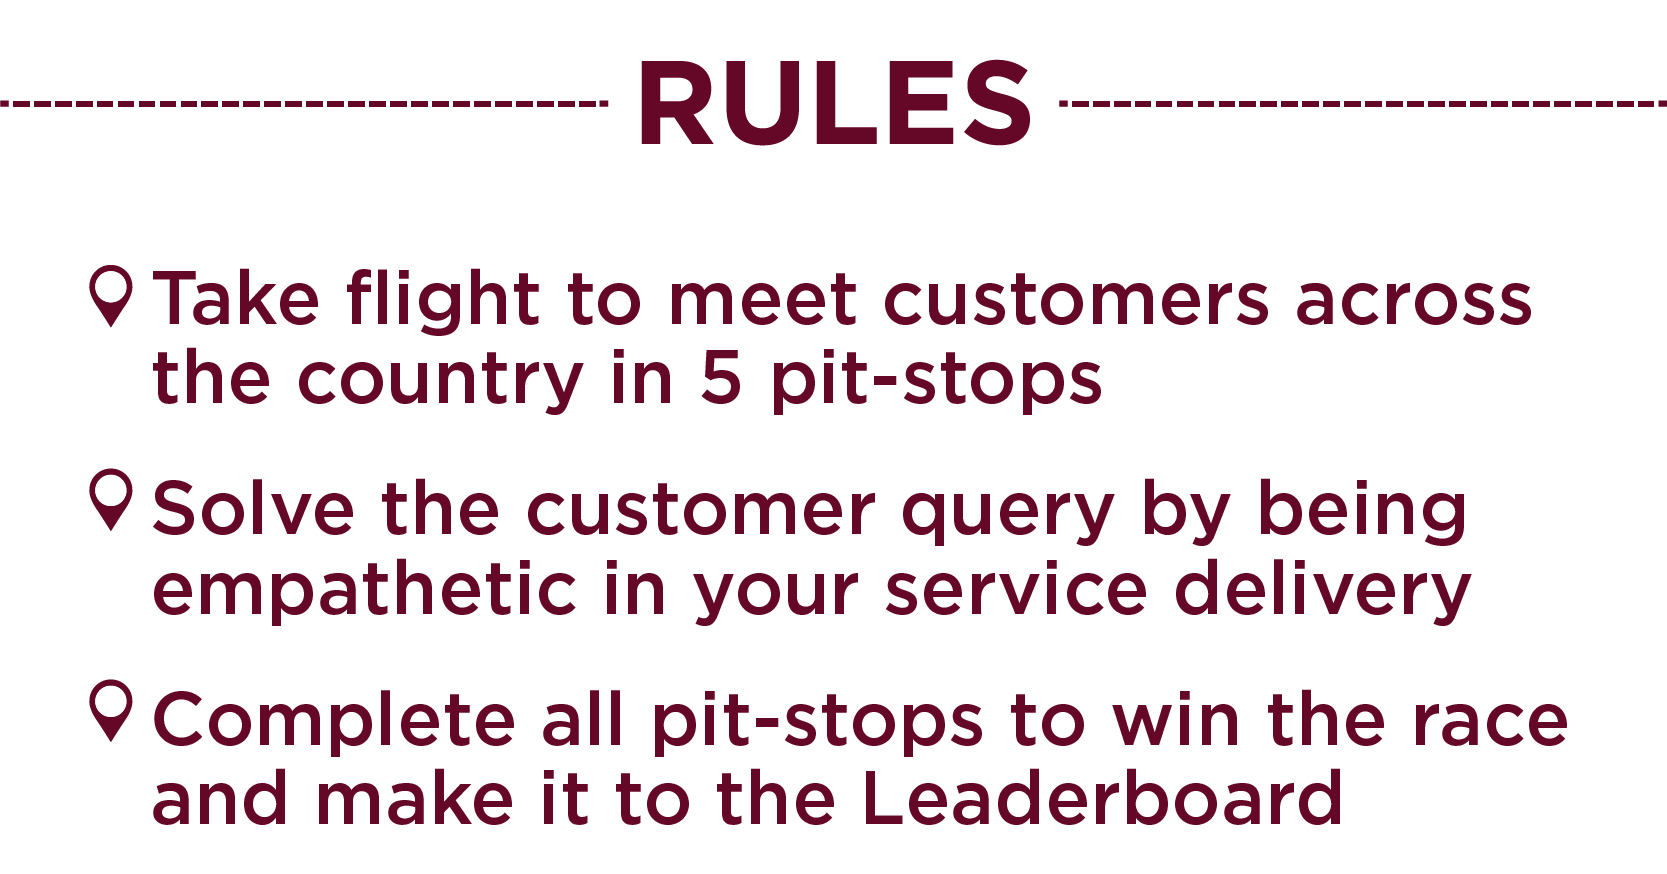 RULES
Take flight to meet customers across
the country in 5 pit-stops
Solve the customer query by being
empathetic in your service delivery
Complete all pit-stops to win the race
and make it to the Leaderboard